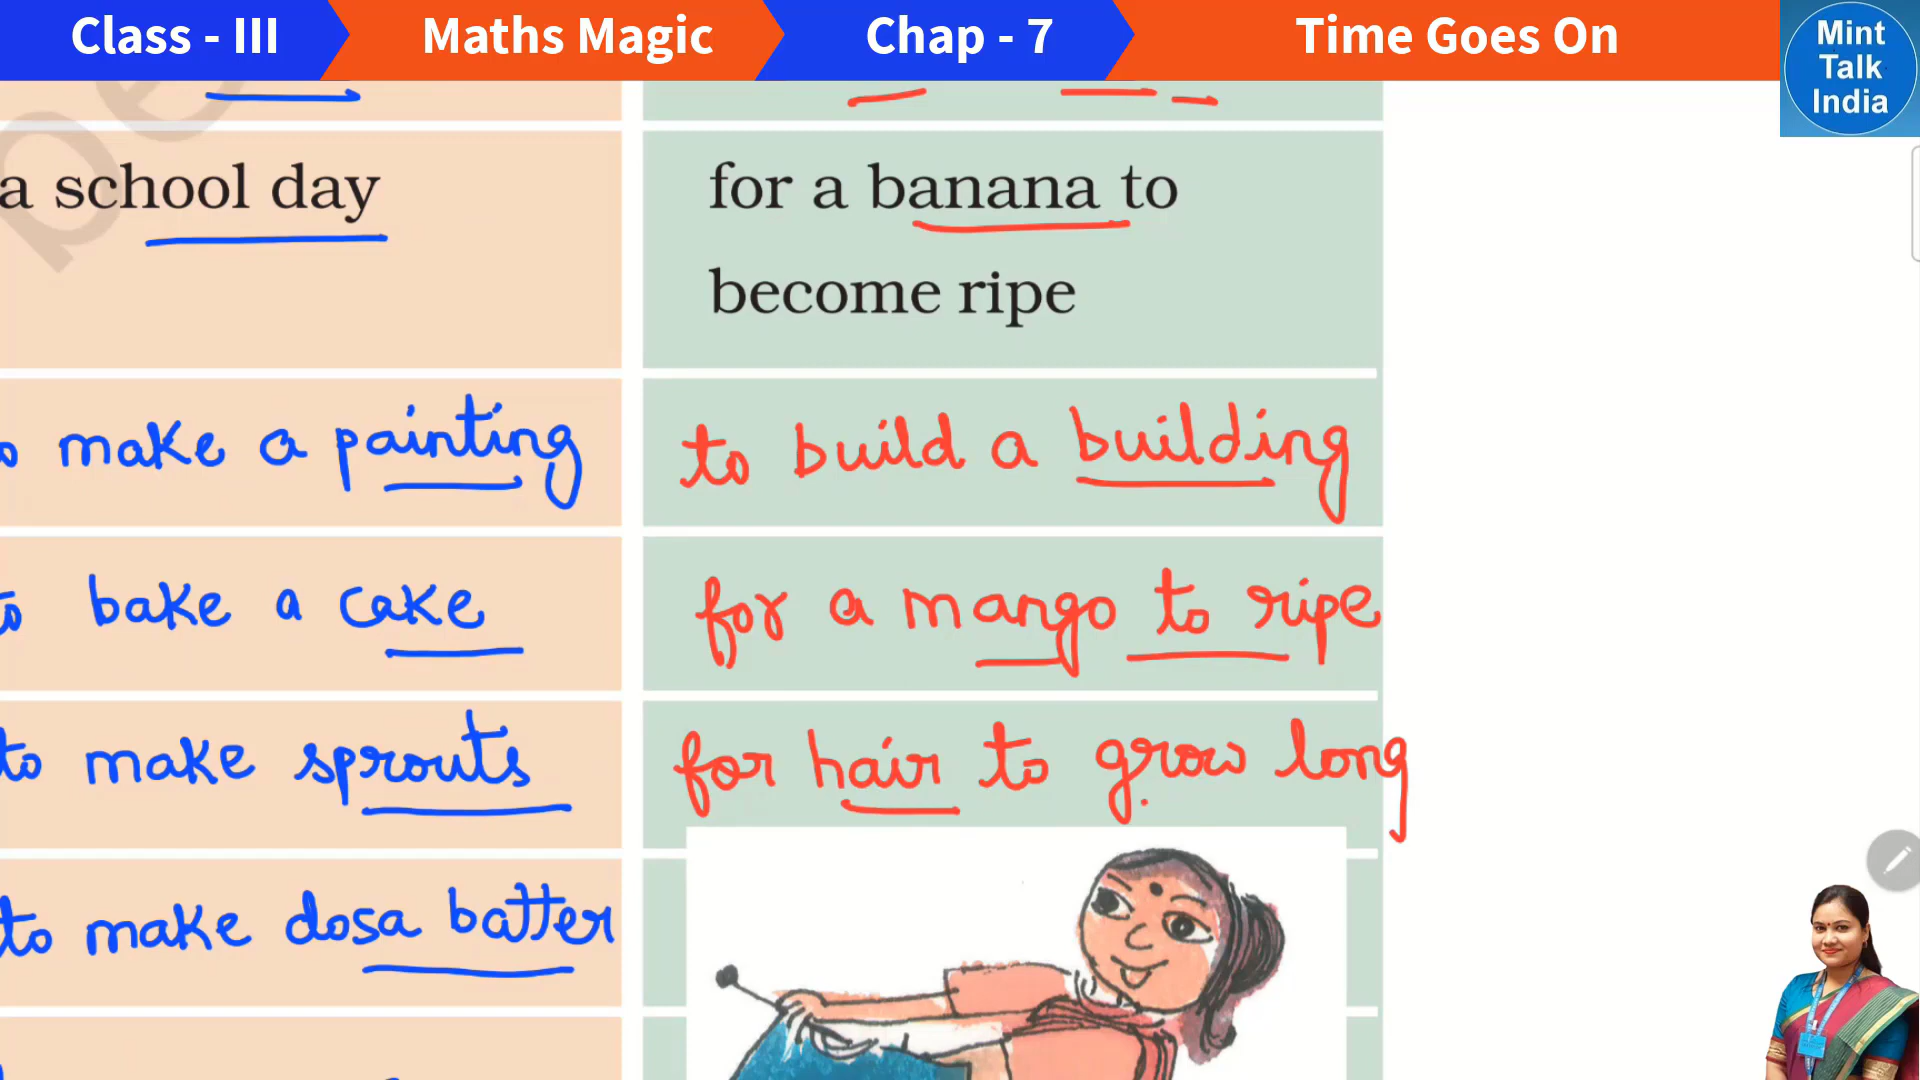 Class - III
Maths Magic
Chap - 7
Time Goes On
Mint
Talk
India
a school day
for a banana to
become ripe
make a painting
to build a building
to bake a cake
for a mango to ripe
to make sprouts
for hair to grow long
to make dosa batter